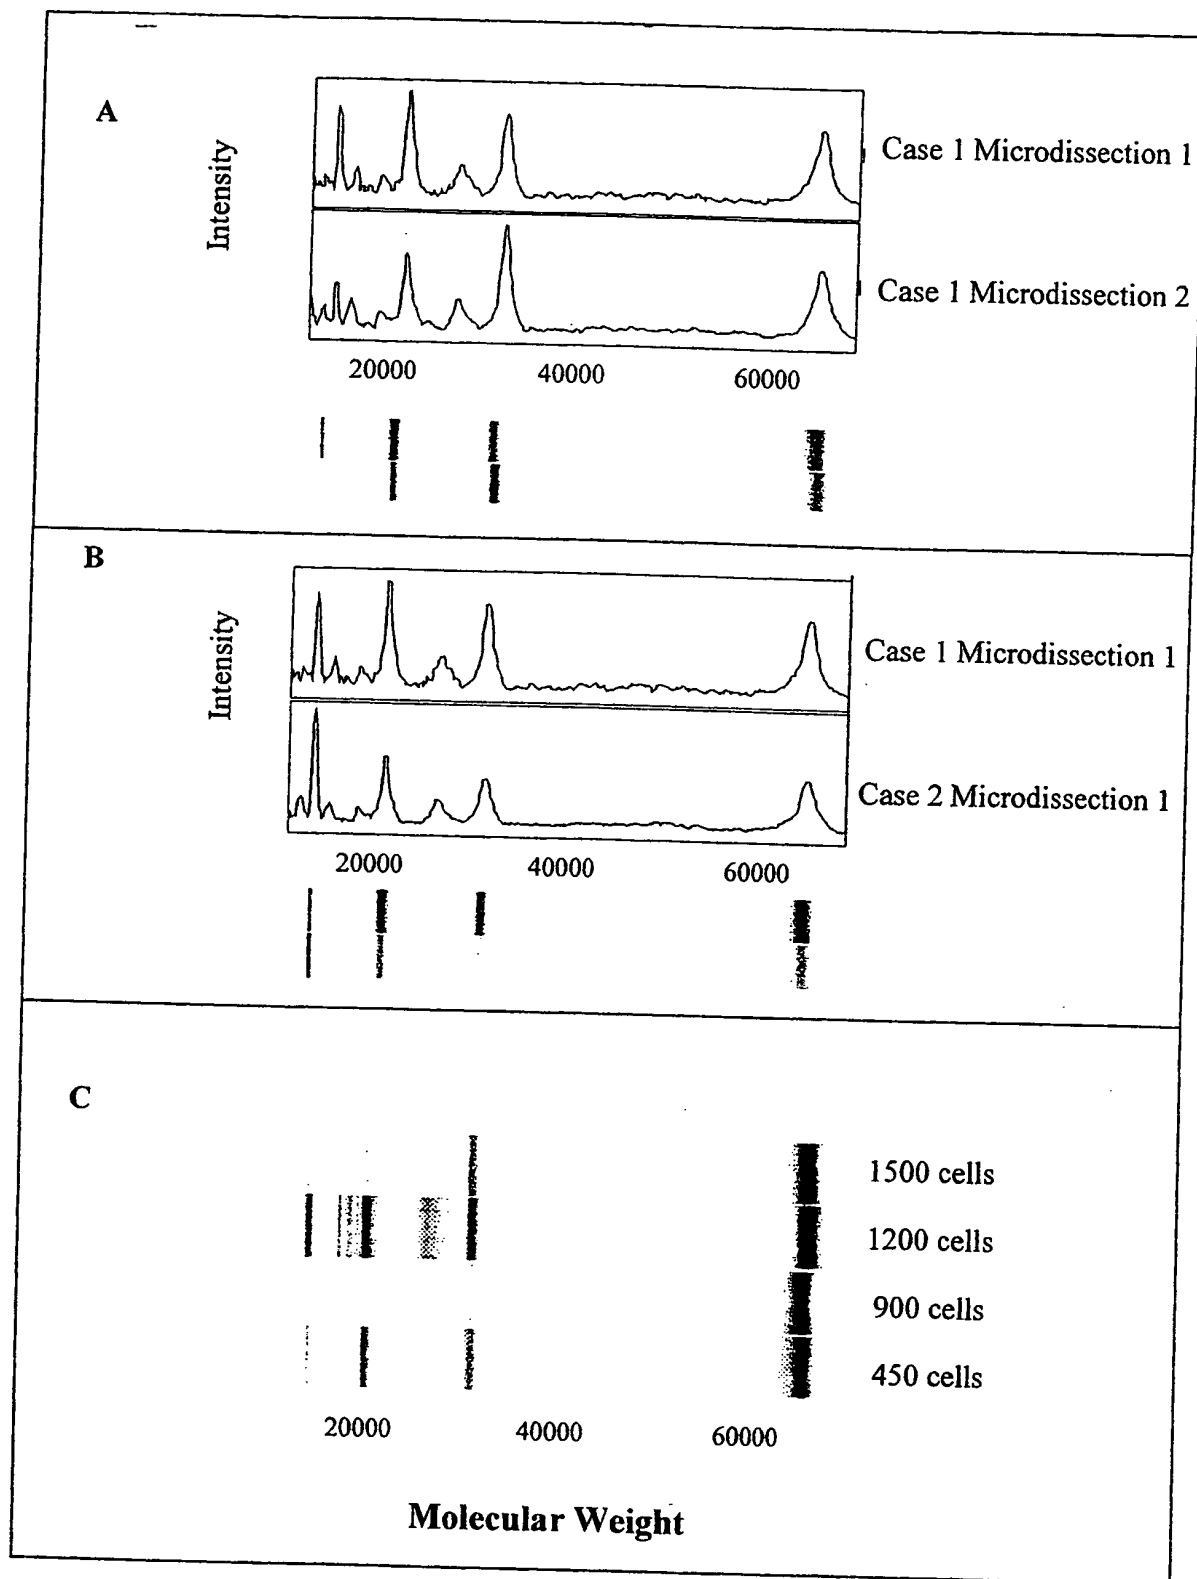 A
Intensity
Case 1 Microdissection 1
Case 1 Microdissection 2
20000 40000 60000
B
Intensity
Case 1 Microdissection 1
Case 2 Microdissection 1
20000 40000 60000
C
1500 cells
1200 cells
900 cells
450 cells
20000 40000 60000
Molecular Weight